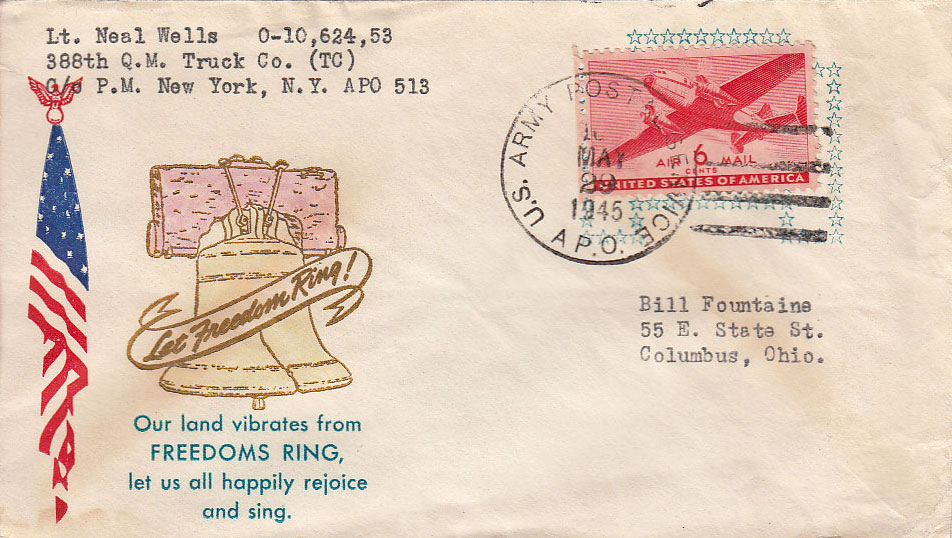 Lt. Neal Wells O-10,624,53
388th Q.M. Truck Co. (TC)
C/o P.M. New York, N.Y. APO 513
U.S. ARMY POSTAL SERVICE
A.P.O.
10
MAY
29
1945
AIR 6 MAIL
CENTS
UNITED STATES OF AMERICA
Let Freedom Ring!
Bill Fountaine
55 E. State St.
Columbus, Ohio.
Our land vibrates from
FREEDOMS RING,
let us all happily rejoice
and sing.